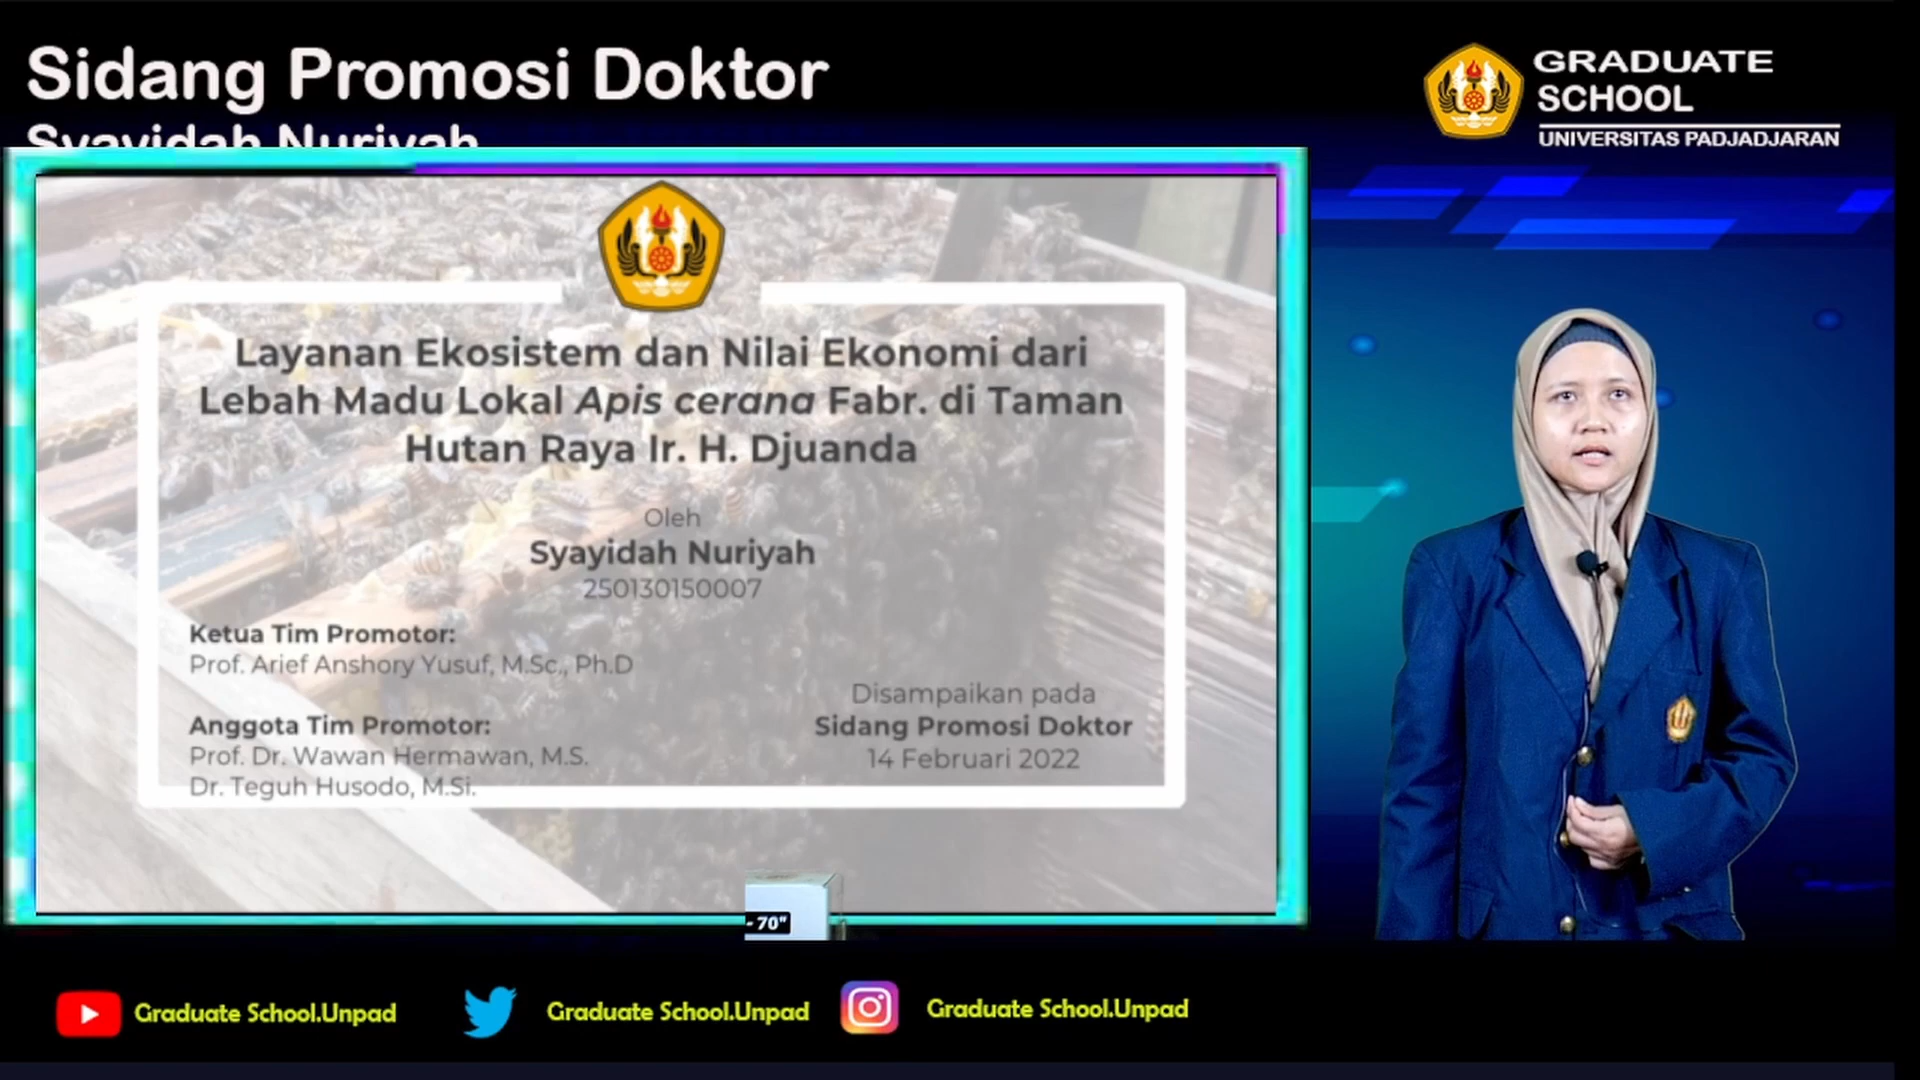 Sidang Promosi Doktor
Syayidah Nuriyah
GRADUATE
SCHOOL
UNIVERSITAS PADJADJARAN
Layanan Ekosistem dan Nilai Ekonomi dari
Lebah Madu Lokal Apis cerana Fabr. di Taman
Hutan Raya Ir. H. Djuanda
Oleh
Syayidah Nuriyah
250130150007
Ketua Tim Promotor:
Prof. Arief Anshory Yusuf, M.Sc., Ph.D
Anggota Tim Promotor:
Prof. Dr. Wawan Hermawan, M.S.
Dr. Teguh Husodo, M.Si.
Disampaikan pada
Sidang Promosi Doktor
14 Februari 2022
- 70"
Graduate School.Unpad
Graduate School.Unpad
Graduate School.Unpad